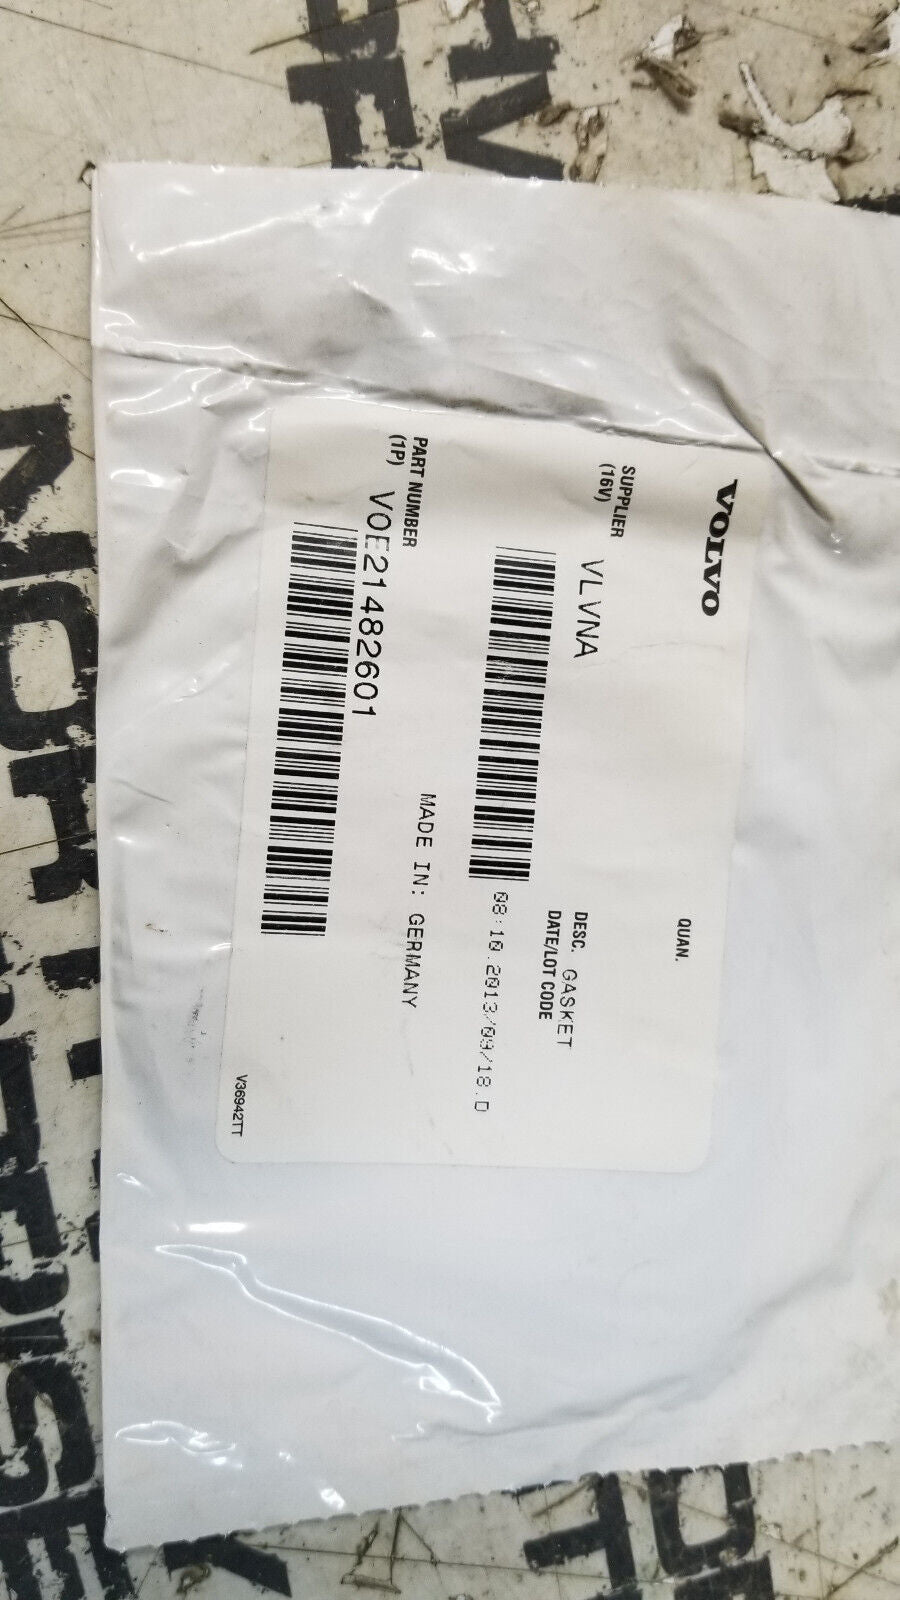 VOLVO
QUAN.
SUPPLIER
(16V) VLVNA
DESC. GASKET
DATE/LOT CODE
08:10.2013/09/18.D
PART NUMBER
(1P) VOE21482601
MADE IN: GERMANY
V36942TT